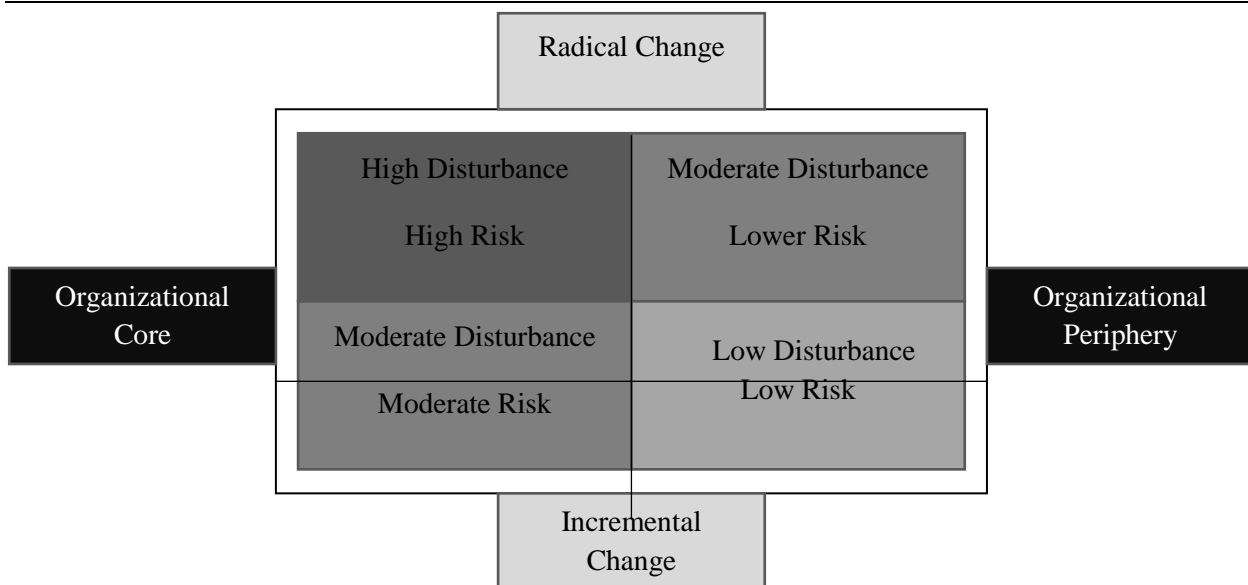 Radical Change
High Disturbance
High Risk
Moderate Disturbance
Lower Risk
Organizational
Core
Organizational
Periphery
Moderate Disturbance
Moderate Risk
Low Disturbance
Low Risk
Incremental
Change